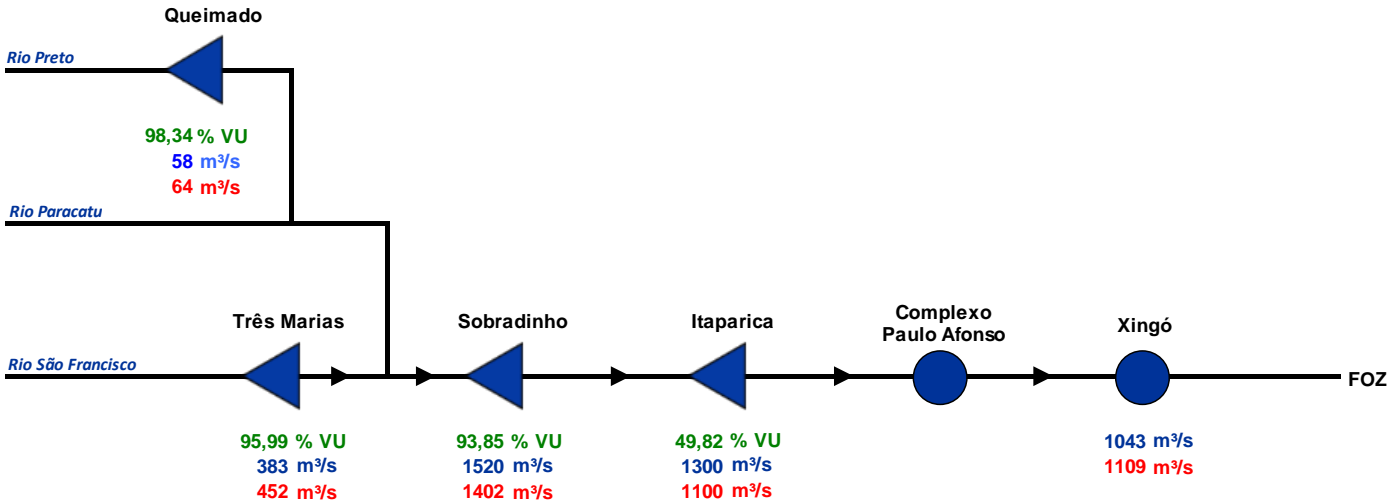 Queimado
Rio Preto
98,34 % VU
58 m³/s
64 m³/s
Rio Paracatu
Três Marias
Sobradinho
Itaparica
Complexo
Paulo Afonso
Xingó
Rio São Francisco
FOZ
95,99 % VU
383 m³/s
452 m³/s
93,85 % VU
1520 m³/s
1402 m³/s
49,82 % VU
1300 m³/s
1100 m³/s
1043 m³/s
1109 m³/s